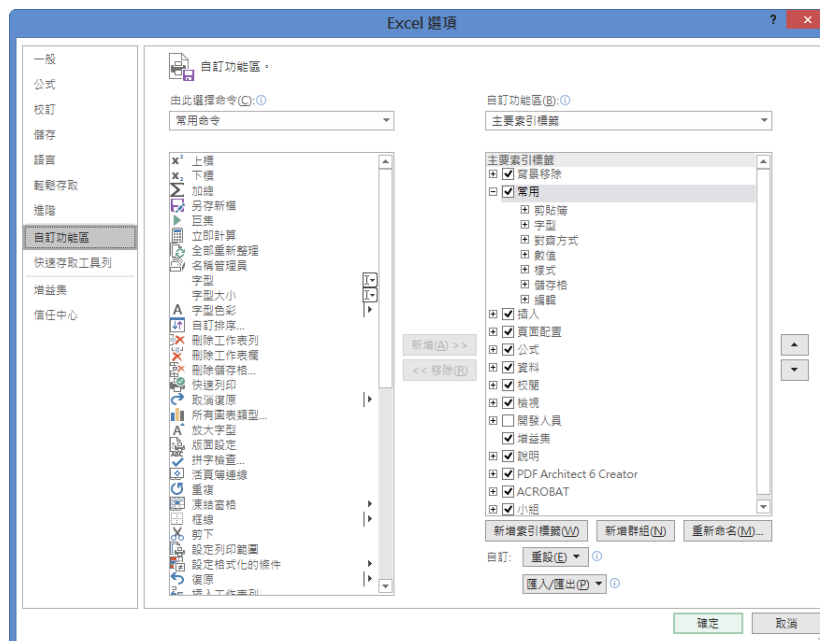 Excel 選項
?
一般
公式
校訂
儲存
語言
輕鬆存取
進階
自訂功能區
快速存取工具列
增益集
信任中心
自訂功能區。
由此選擇命令(C):
常用命令
上標
下標
加總
另存新檔
巨集
立即計算
全部重新整理
名稱管理員
字型
字型大小
字型色彩
自訂排序...
刪除工作表列
刪除工作表欄
刪除儲存格...
快速列印
取消復原
所有圖表類型...
放大字型
版面設定
拼字檢查...
活頁簿連線
重複
凍結窗格
框線
剪下
設定列印範圍
設定格式化的條件
復原
插入工作表列
新增(A) >>
<< 移除(R)
自訂功能區(B):
主要索引標籤
主要索引標籤
背景移除
常用
剪貼簿
字型
對齊方式
數值
樣式
儲存格
編輯
插入
頁面配置
公式
資料
校閱
檢視
開發人員
增益集
說明
PDF Architect 6 Creator
ACROBAT
小組
新增索引標籤(W)
新增群組(N)
重新命名(M)...
自訂:
重設(E)
匯入/匯出(P)
確定
取消